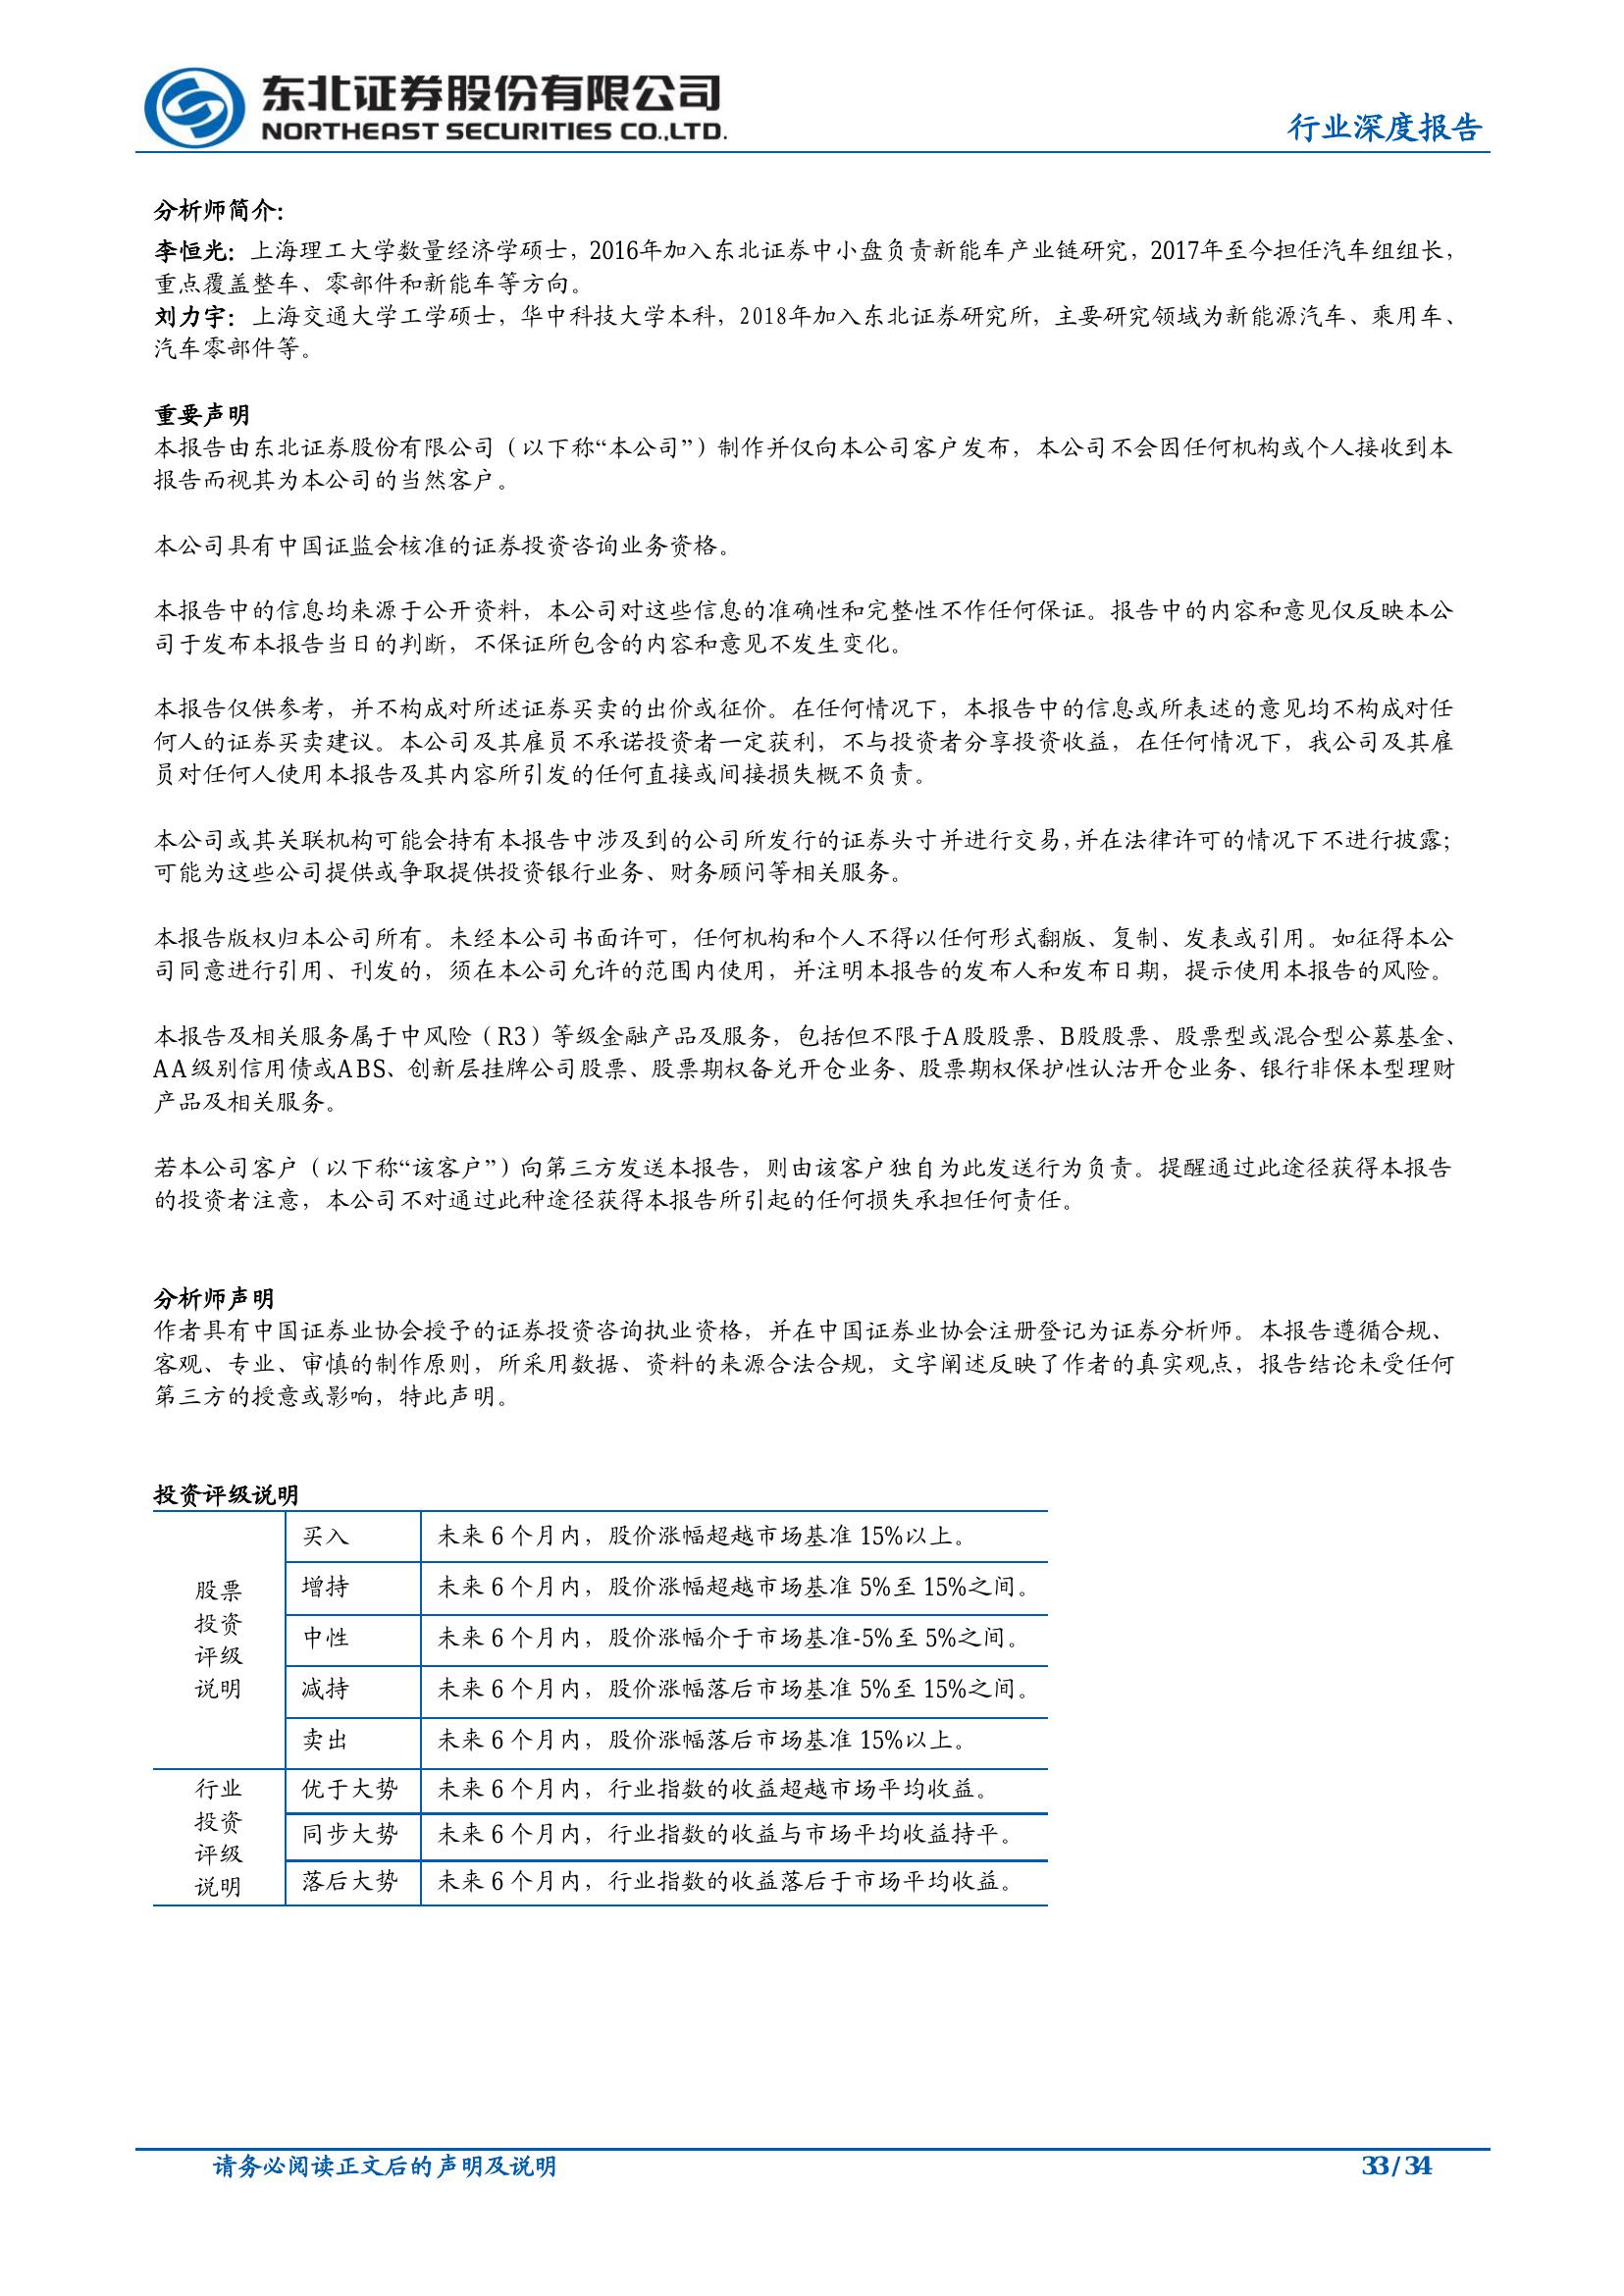 东北证券股份有限公司
NORTHEAST SECURITIES CO.,LTD.
行业深度报告
分析师简介:
李恒光：上海理工大学数量经济学硕士，2016年加入东北证券中小盘负责新能车产业链研究，2017年至今担任汽车组组长，
重点覆盖整车、零部件和新能车等方向。
刘力宇：上海交通大学工学硕士，华中科技大学本科，2018年加入东北证券研究所，主要研究领域为新能源汽车、乘用车、
汽车零部件等。
重要声明
本报告由东北证券股份有限公司（以下称“本公司”）制作并仅向本公司客户发布，本公司不会因任何机构或个人接收到本
报告而视其为本公司的当然客户。
本公司具有中国证监会核准的证券投资咨询业务资格。
本报告中的信息均来源于公开资料，本公司对这些信息的准确性和完整性不作任何保证。报告中的内容和意见仅反映本公
司于发布本报告当日的判断，不保证所包含的内容和意见不发生变化。
本报告仅供参考，并不构成对所述证券买卖的出价或征价。在任何情况下，本报告中的信息或所表述的意见均不构成对任
何人的证券买卖建议。本公司及其雇员不承诺投资者一定获利，不与投资者分享投资收益，在任何情况下，我公司及其雇
员对任何人使用本报告及其内容所引发的任何直接或间接损失概不负责。
本公司或其关联机构可能会持有本报告中涉及到的公司所发行的证券头寸并进行交易，并在法律许可的情况下不进行披露；
可能为这些公司提供或争取提供投资银行业务、财务顾问等相关服务。
本报告版权归本公司所有。未经本公司书面许可，任何机构和个人不得以任何形式翻版、复制、发表或引用。如征得本公
司同意进行引用、刊发的，须在本公司允许的范围内使用，并注明本报告的发布人和发布日期，提示使用本报告的风险。
本报告及相关服务属于中风险（R3）等级金融产品及服务，包括但不限于A股股票、B股股票、股票型或混合型公募基金、
AA级别信用债或ABS、创新层挂牌公司股票、股票期权备兑开仓业务、股票期权保护性认沽开仓业务、银行非保本型理财
产品及相关服务。
若本公司客户（以下称“该客户”）向第三方发送本报告，则由该客户独自为此发送行为负责。提醒通过此途径获得本报告
的投资者注意，本公司不对通过此种途径获得本报告所引起的任何损失承担任何责任。
分析师声明
作者具有中国证券业协会授予的证券投资咨询执业资格，并在中国证券业协会注册登记为证券分析师。本报告遵循合规、
客观、专业、审慎的制作原则，所采用数据、资料的来源合法合规，文字阐述反映了作者的真实观点，报告结论未受任何
第三方的授意或影响，特此声明。
投资评级说明
股票
投资
评级
说明
买入 未来 6 个月内，股价涨幅超越市场基准 15%以上。
增持 未来 6 个月内，股价涨幅超越市场基准 5%至 15%之间。
中性 未来 6 个月内，股价涨幅介于市场基准-5%至 5%之间。
减持 未来 6 个月内，股价涨幅落后市场基准 5%至 15%之间。
卖出 未来 6 个月内，股价涨幅落后市场基准 15%以上。
行业
投资
评级
说明
优于大势 未来 6 个月内，行业指数的收益超越市场平均收益。
同步大势 未来 6 个月内，行业指数的收益与市场平均收益持平。
落后大势 未来 6 个月内，行业指数的收益落后于市场平均收益。
请务必阅读正文后的声明及说明
33 / 34